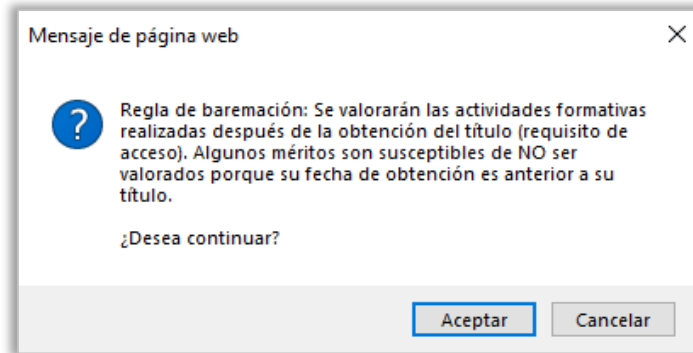 Mensaje de página web
Regla de baremación: Se valorarán las actividades formativas
realizadas después de la obtención del título (requisito de
acceso). Algunos méritos son susceptibles de NO ser
valorados porque su fecha de obtención es anterior a su
título.
¿Desea continuar?
Aceptar
Cancelar